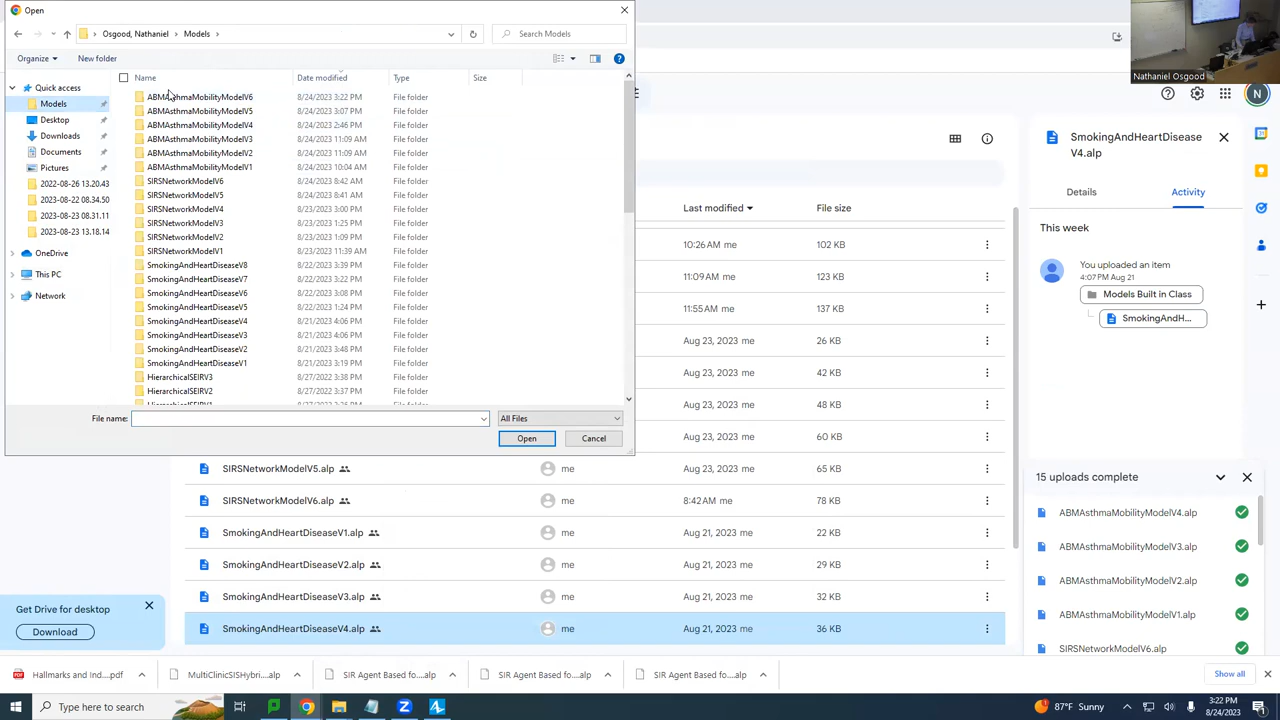 Open
Osgood, Nathaniel > Models >
Search Models
Organize
New folder
Name
Date modified
Type
Size
Quick access
Models
Desktop
Downloads
Documents
Pictures
2022-08-26 13.20.43
2022-08-22 08.34.50
2023-08-23 08.31.11
2023-08-23 13.18.14
OneDrive
This PC
Network
ABMAsthmaMobilityModelV6 8/24/2023 3:22 PM File folder
ABMAsthmaMobilityModelV5 8/24/2023 3:07 PM File folder
ABMAsthmaMobilityModelV4 8/24/2023 2:46 PM File folder
ABMAsthmaMobilityModelV3 8/24/2023 11:09 AM File folder
ABMAsthmaMobilityModelV2 8/24/2023 11:09 AM File folder
ABMAsthmaMobilityModelV1 8/24/2023 10:04 AM File folder
SIRSNetworkModelV6 8/24/2023 8:42 AM File folder
SIRSNetworkModelV5 8/24/2023 8:41 AM File folder
SIRSNetworkModelV4 8/23/2023 3:00 PM File folder
SIRSNetworkModelV3 8/23/2023 1:25 PM File folder
SIRSNetworkModelV2 8/23/2023 1:09 PM File folder
SIRSNetworkModelV1 8/23/2023 11:39 AM File folder
SmokingAndHeartDiseaseV8 8/22/2023 3:39 PM File folder
SmokingAndHeartDiseaseV7 8/22/2023 3:22 PM File folder
SmokingAndHeartDiseaseV6 8/22/2023 3:08 PM File folder
SmokingAndHeartDiseaseV5 8/22/2023 1:24 PM File folder
SmokingAndHeartDiseaseV4 8/21/2023 4:06 PM File folder
SmokingAndHeartDiseaseV3 8/21/2023 4:06 PM File folder
SmokingAndHeartDiseaseV2 8/21/2023 3:48 PM File folder
SmokingAndHeartDiseaseV1 8/21/2023 3:19 PM File folder
HierarchicalSEIRV3 8/27/2022 3:38 PM File folder
HierarchicalSEIRV2 8/27/2022 3:37 PM File folder
File name:
All Files
Open
Cancel
Nathaniel Osgood
N
Last modified
File size
10:26 AM me 102 KB
11:09 AM me 123 KB
11:55 AM me 137 KB
Aug 23, 2023 me 26 KB
Aug 23, 2023 me 42 KB
Aug 23, 2023 me 48 KB
Aug 23, 2023 me 60 KB
SIRSNetworkModelV5.alp me Aug 23, 2023 me 65 KB
SIRSNetworkModelV6.alp me 8:42 AM me 78 KB
SmokingAndHeartDiseaseV1.alp me Aug 21, 2023 me 22 KB
SmokingAndHeartDiseaseV2.alp me Aug 21, 2023 me 29 KB
SmokingAndHeartDiseaseV3.alp me Aug 21, 2023 me 32 KB
SmokingAndHeartDiseaseV4.alp me Aug 21, 2023 me 36 KB
SmokingAndHeartDisease
V4.alp
Details
Activity
This week
You uploaded an item
4:07 PM Aug 21
Models Built in Class
SmokingAndH...
15 uploads complete
ABMAsthmaMobilityModelV4.alp
ABMAsthmaMobilityModelV3.alp
ABMAsthmaMobilityModelV2.alp
ABMAsthmaMobilityModelV1.alp
SIRSNetworkModelV6.alp
Get Drive for desktop
Download
Hallmarks and Ind....pdf
MultiClinicSISHybri....alp
SIR Agent Based fo....alp
SIR Agent Based fo....alp
SIR Agent Based fo....alp
Show all
Type here to search
87°F Sunny
3:22 PM
8/24/2023